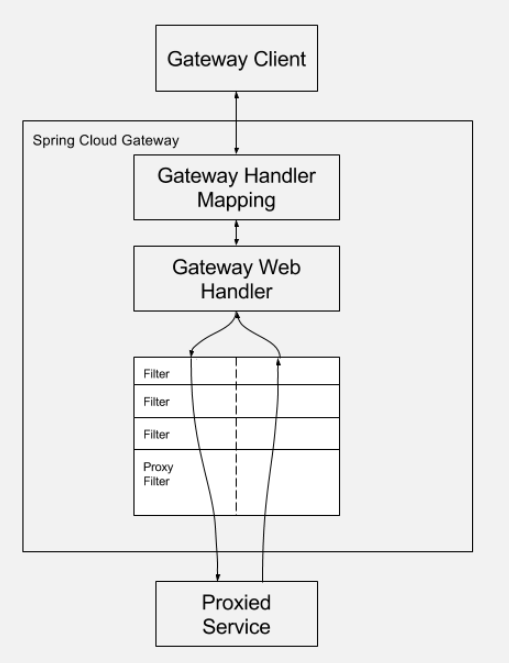 Gateway Client
Spring Cloud Gateway
Gateway Handler
Mapping
Gateway Web
Handler
Filter
Filter
Filter
Proxy
Filter
Proxied
Service